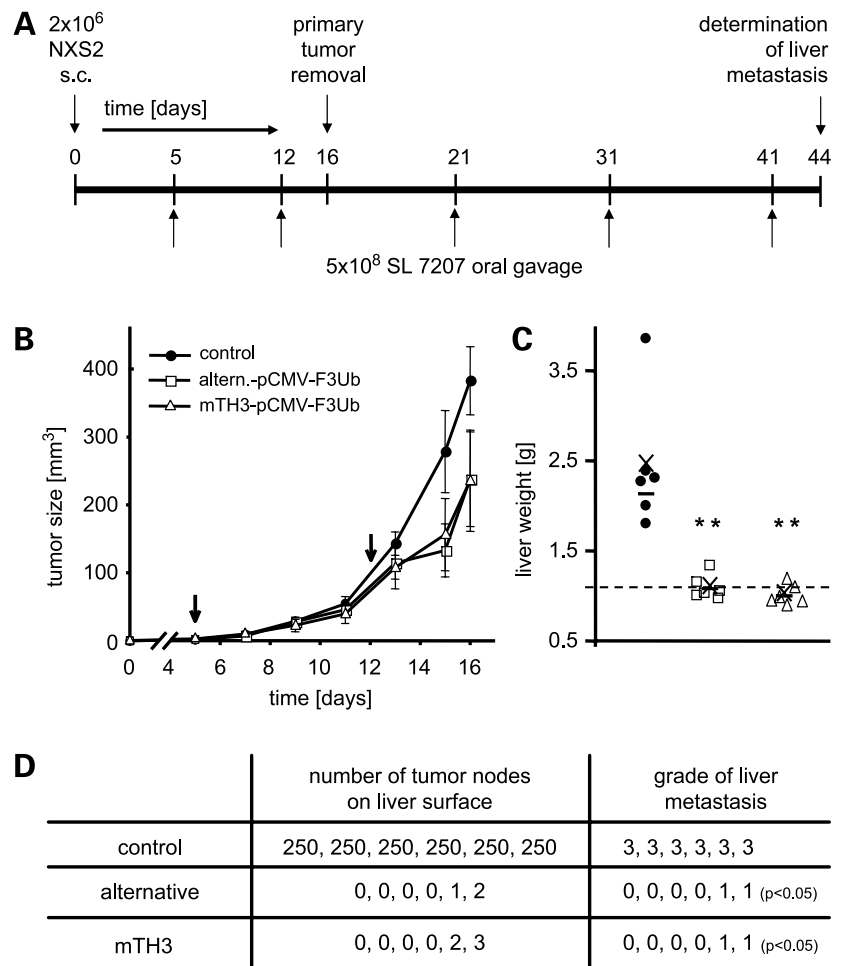 A
2x10⁶
NXS2
s.c.
primary
tumor
removal
determination
of liver
metastasis
time [days]
0 5 12 16 21 31 41 44
5x10⁸ SL 7207 oral gavage
B
control
altern.-pCMV-F3Ub
mTH3-pCMV-F3Ub
tumor size [mm³]
400
300
200
100
0
0 4 6 8 10 12 14 16
time [days]
C
liver weight [g]
3.5
2.5
1.5
0.5
** **
D
number of tumor nodes
on liver surface
grade of liver
metastasis
control 250, 250, 250, 250, 250, 250 3, 3, 3, 3, 3, 3
alternative 0, 0, 0, 0, 1, 2 0, 0, 0, 0, 1, 1 (p<0.05)
mTH3 0, 0, 0, 0, 2, 3 0, 0, 0, 0, 1, 1 (p<0.05)